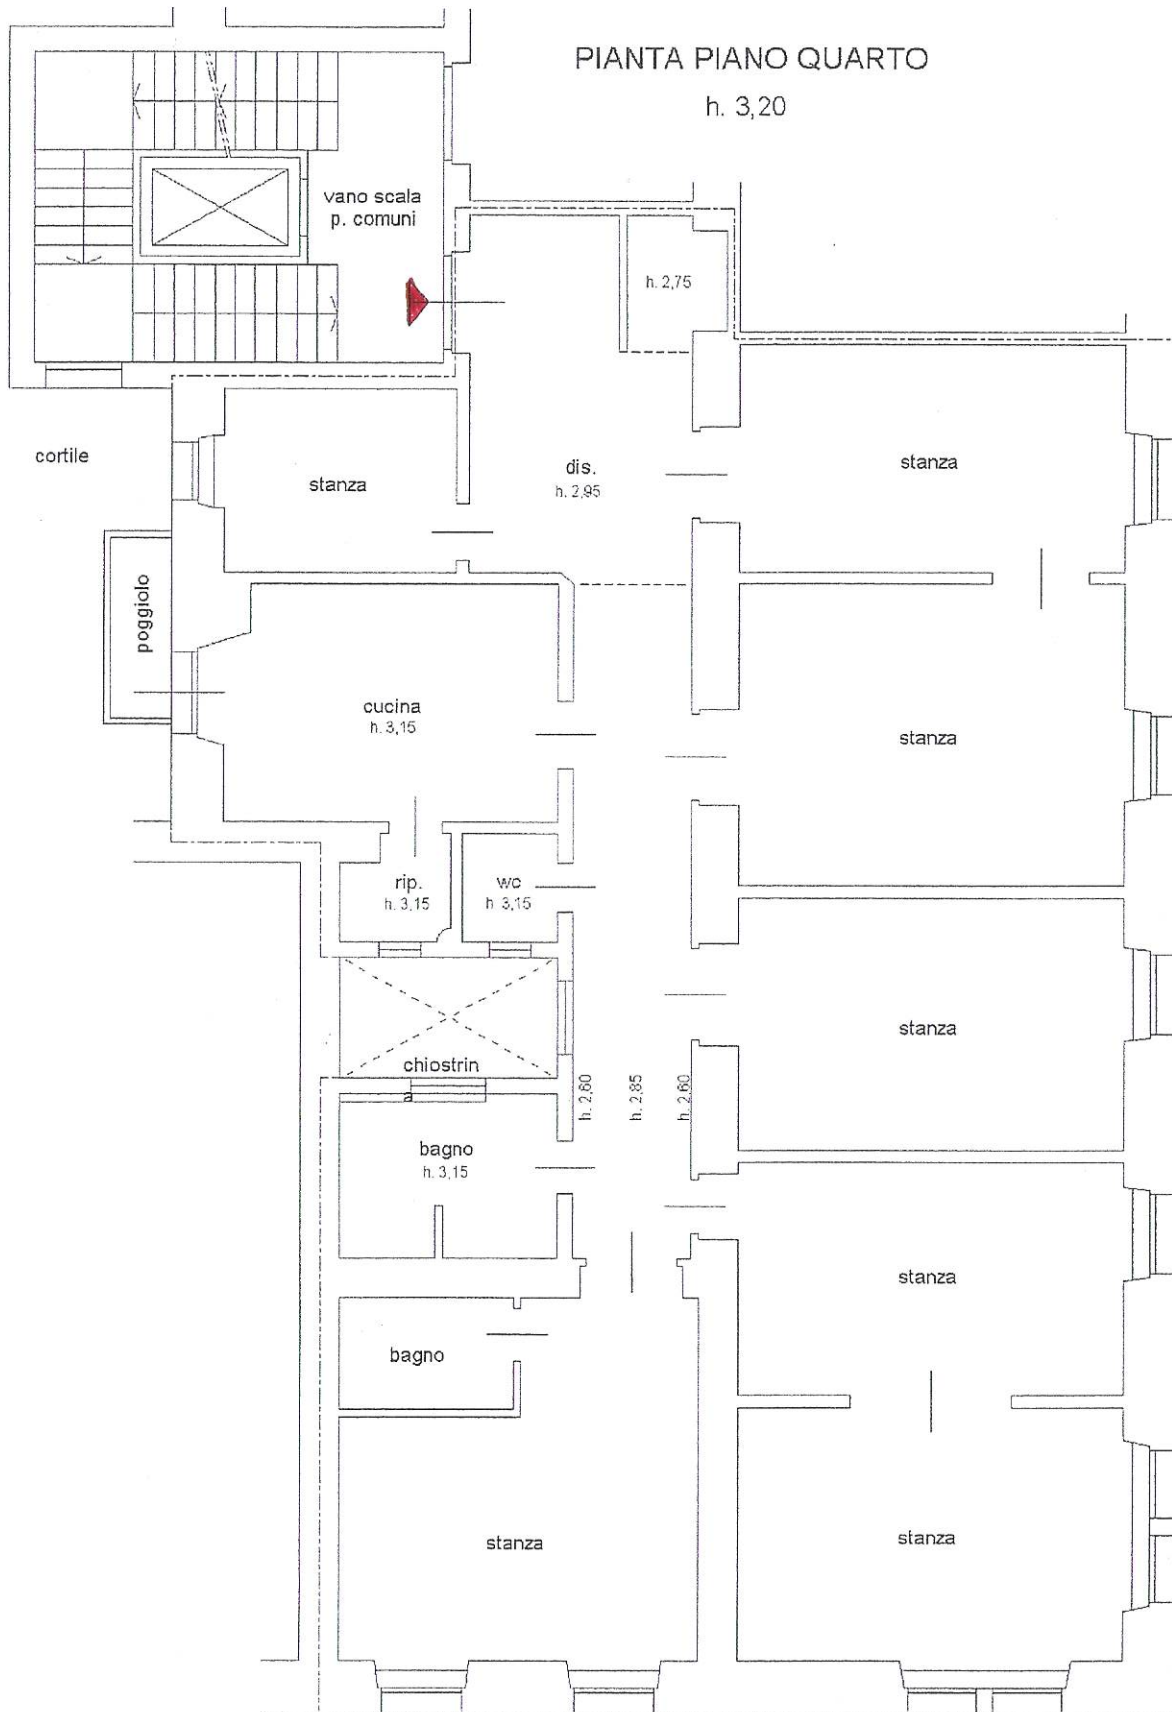 PIANTA PIANO QUARTO
h. 3,20
vano scala
p. comuni
h. 2,75
cortile
stanza
dis.
h. 2,95
stanza
poggiolo
cucina
h. 3,15
stanza
rip.
h. 3,15
wc
h. 3,15
stanza
chiostrin
a
h. 2,60
h. 2,85
h. 2,60
bagno
h. 3,15
stanza
bagno
stanza
stanza